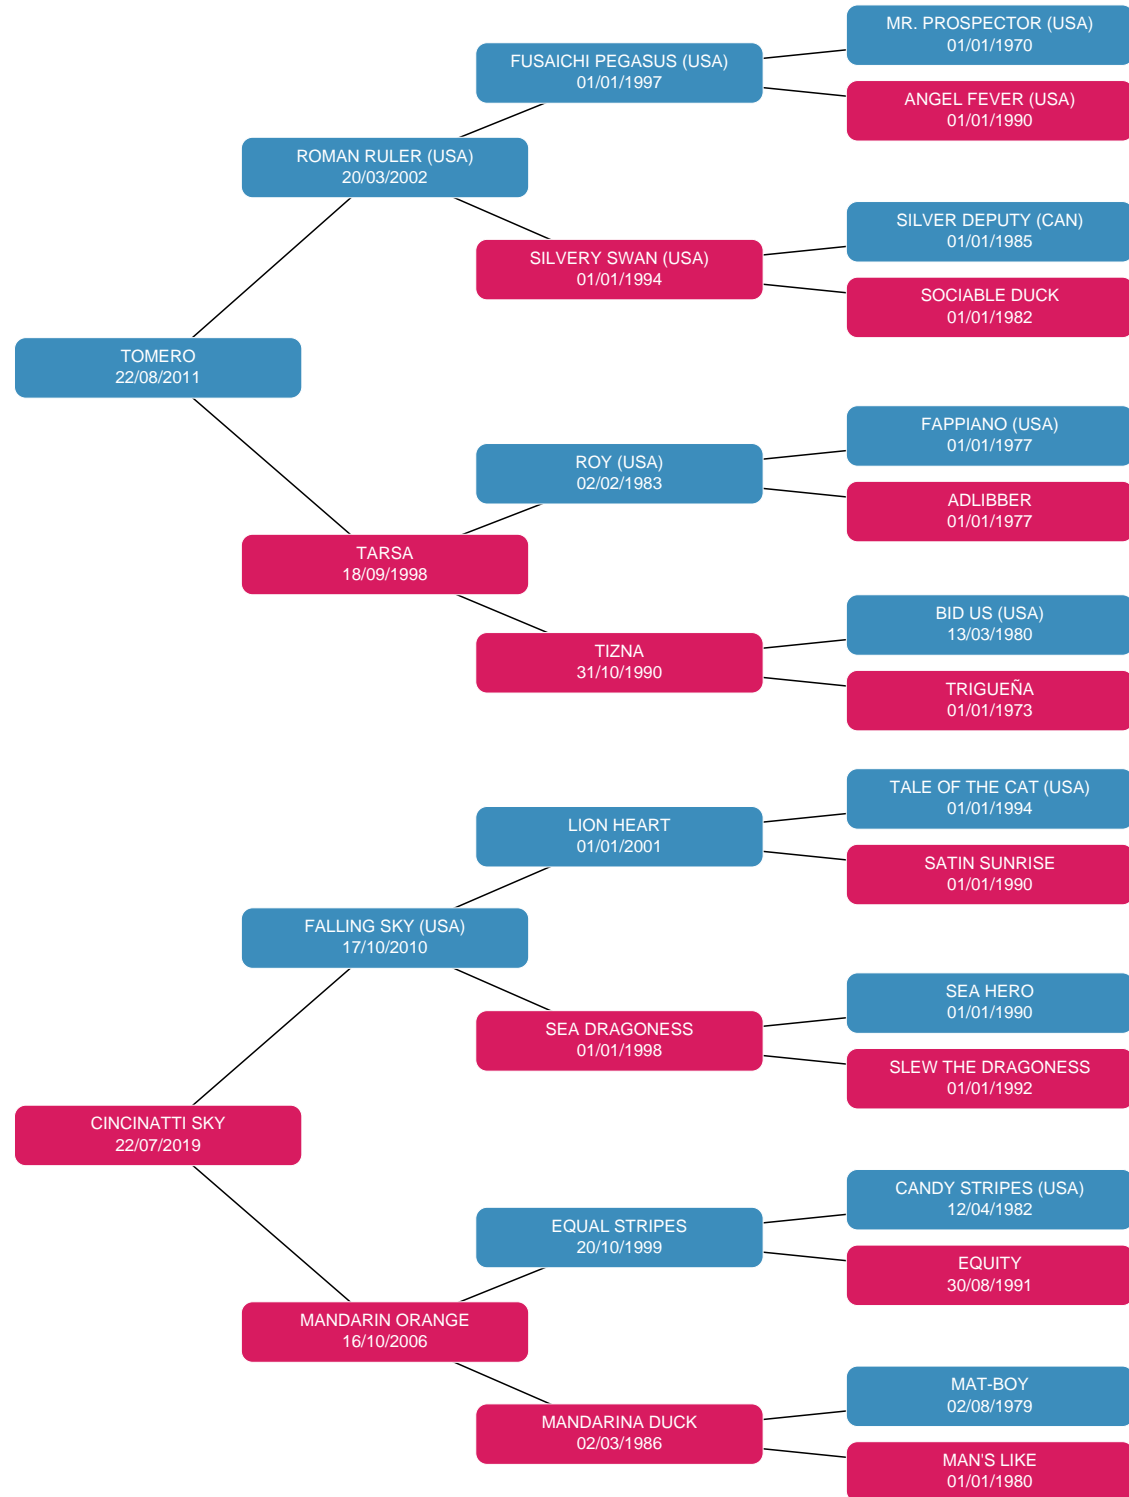 MR. PROSPECTOR (USA)
01/01/1970
FUSAICHI PEGASUS (USA)
01/01/1997
ANGEL FEVER (USA)
01/01/1990
ROMAN RULER (USA)
20/03/2002
SILVER DEPUTY (CAN)
01/01/1985
SILVERY SWAN (USA)
01/01/1994
SOCIABLE DUCK
01/01/1982
TOMERO
22/08/2011
FAPPIANO (USA)
01/01/1977
ROY (USA)
02/02/1983
ADLIBBER
01/01/1977
TARSA
18/09/1998
BID US (USA)
13/03/1980
TIZNA
31/10/1990
TRIGUEÑA
01/01/1973
TALE OF THE CAT (USA)
01/01/1994
LION HEART
01/01/2001
SATIN SUNRISE
01/01/1990
FALLING SKY (USA)
17/10/2010
SEA HERO
01/01/1990
SEA DRAGONESS
01/01/1998
SLEW THE DRAGONESS
01/01/1992
CINCINATTI SKY
22/07/2019
CANDY STRIPES (USA)
12/04/1982
EQUAL STRIPES
20/10/1999
EQUITY
30/08/1991
MANDARIN ORANGE
16/10/2006
MAT-BOY
02/08/1979
MANDARINA DUCK
02/03/1986
MAN'S LIKE
01/01/1980